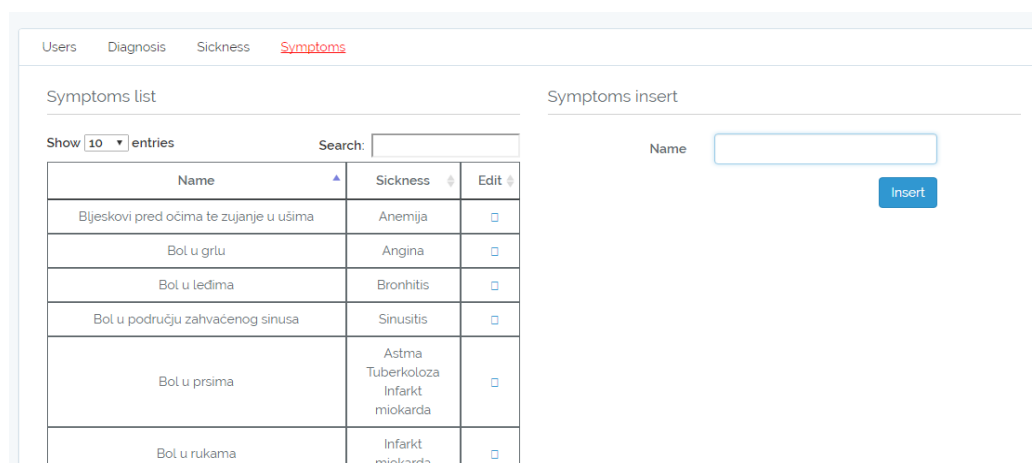 Users Diagnosis Sickness Symptoms
Symptoms list
Symptoms insert
Show 10 entries Search:
Name
Name Sickness Edit
Insert
Bljeskovi pred očima te zujanje u ušima Anemija
Bol u grlu Angina
Bol u leđima Bronhitis
Bol u području zahvaćenog sinusa Sinusitis
Bol u prsima
Astma
Tuberkoloza
Infarkt
miokarda
Bol u rukama
Infarkt
miokarda